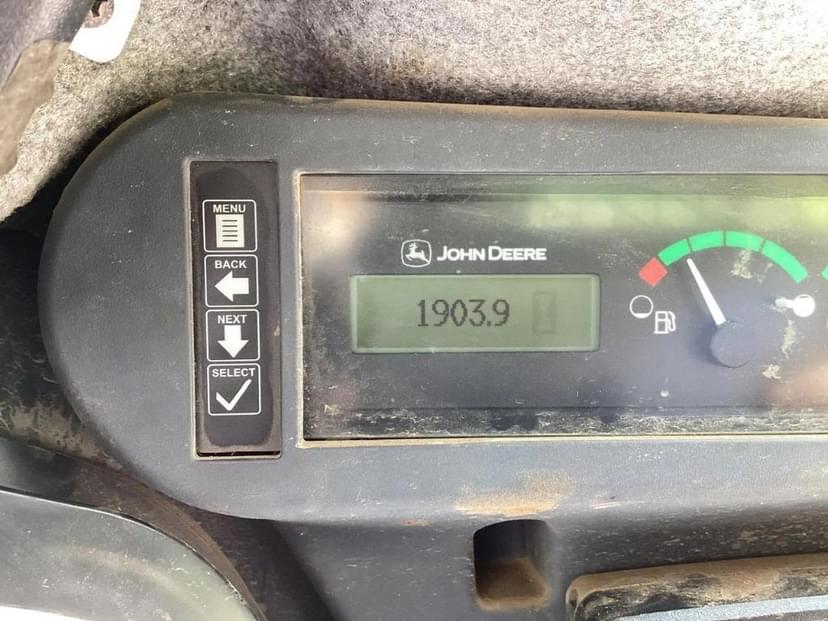 MENU
BACK
NEXT
SELECT
JOHN DEERE
1903.9